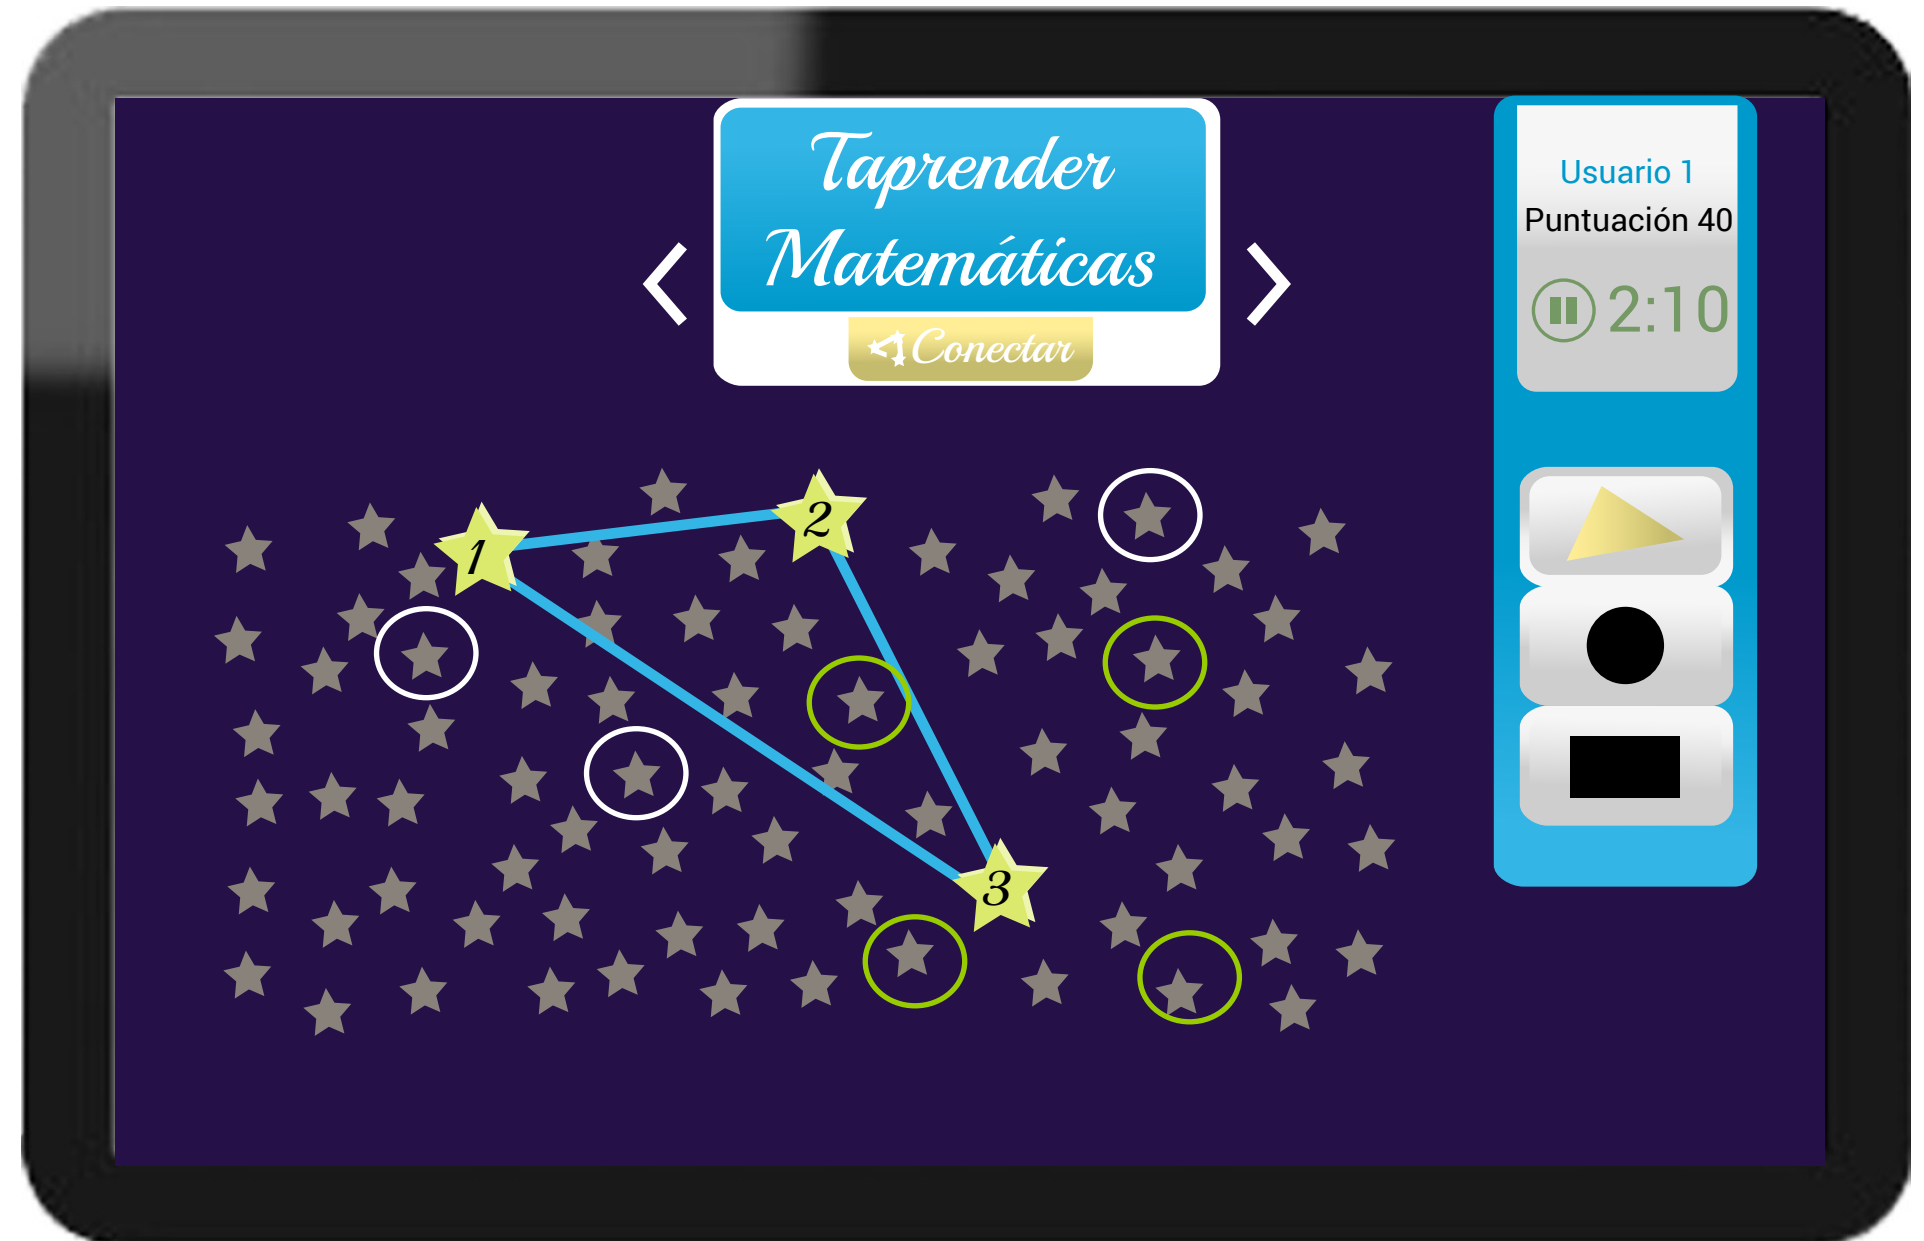 Taprender
Matemáticas
Conectar
Usuario 1
Puntuación 40
2:10
1
2
3